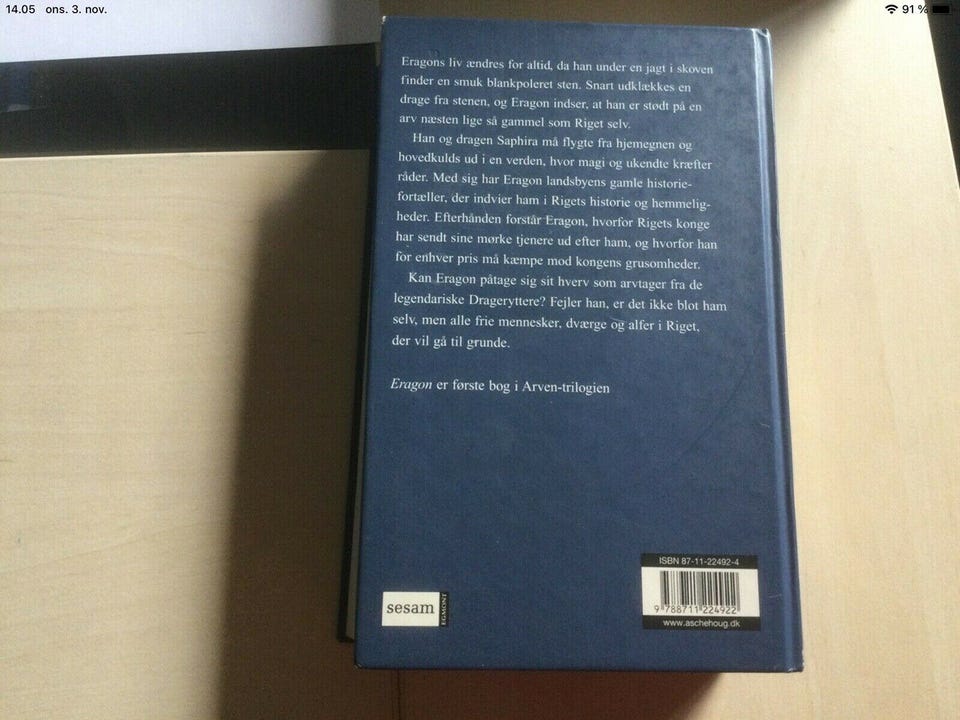 14.05 ons. 3. nov.
91 %
Eragons liv ændres for altid, da han under en jagt i skoven
finder en smuk blankpoleret sten. Snart udklækkes en
drage fra stenen, og Eragon indser, at han er stødt på en
arv næsten lige så gammel som Riget selv.
Han og dragen Saphira må flygte fra hjemegnen og
hovedkulds ud i en verden, hvor magi og ukendte kræfter
råder. Med sig har Eragon landsbyens gamle historie-
fortæller, der indvier ham i Rigets historie og hemmelig-
heder. Efterhånden forstår Eragon, hvorfor Rigets konge
har sendt sine mørke tjenere ud efter ham, og hvorfor han
for enhver pris må kæmpe mod kongens grusomheder.
Kan Eragon påtage sig sit hverv som arvtager fra de
legendariske Drageryttere? Fejler han, er det ikke blot ham
selv, men alle frie mennesker, dværge og alfer i Riget,
der vil gå til grunde.
Eragon er første bog i Arven-trilogien
ISBN 87-11-22492-4
9 788711 224922
www.aschehoug.dk
sesam
EGMONT